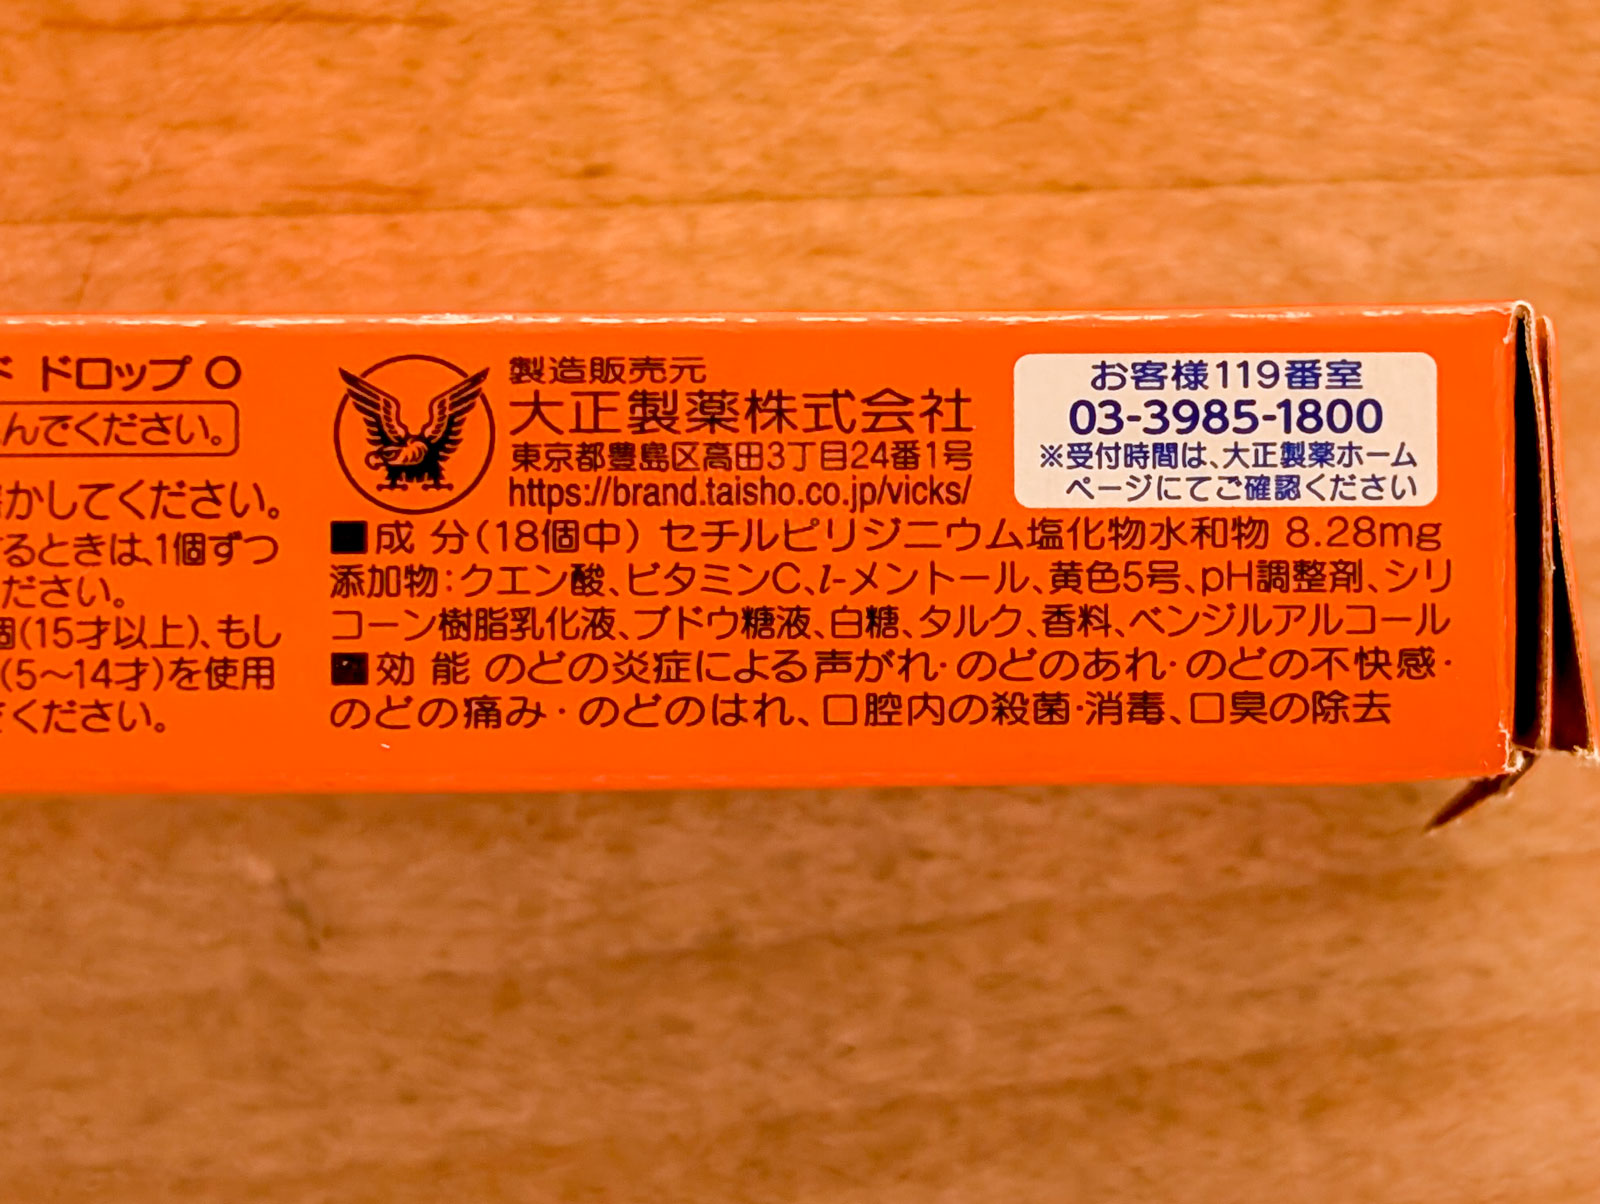 ド ドロップ
んでください。
かしてください。
るときは、1個ずつ
ださい。
個(15才以上)、もし
(5〜14才)を使用
ください。
製造販売元
大正製薬株式会社
東京都豊島区高田3丁目24番1号
https://brand.taisho.co.jp/vicks/
お客様119番室
03-3985-1800
※受付時間は、大正製薬ホーム
ページにてご確認ください
■成 分(18個中) セチルピリジニウム塩化物水和物 8.28mg
添加物:クエン酸、ビタミンC、l-メントール、黄色5号、pH調整剤、シリ
コーン樹脂乳化液、ブドウ糖液、白糖、タルク、香料、ベンジルアルコール
■効 能 のどの炎症による声がれ・のどのあれ・のどの不快感・
のどの痛み・のどのはれ、口腔内の殺菌・消毒、口臭の除去